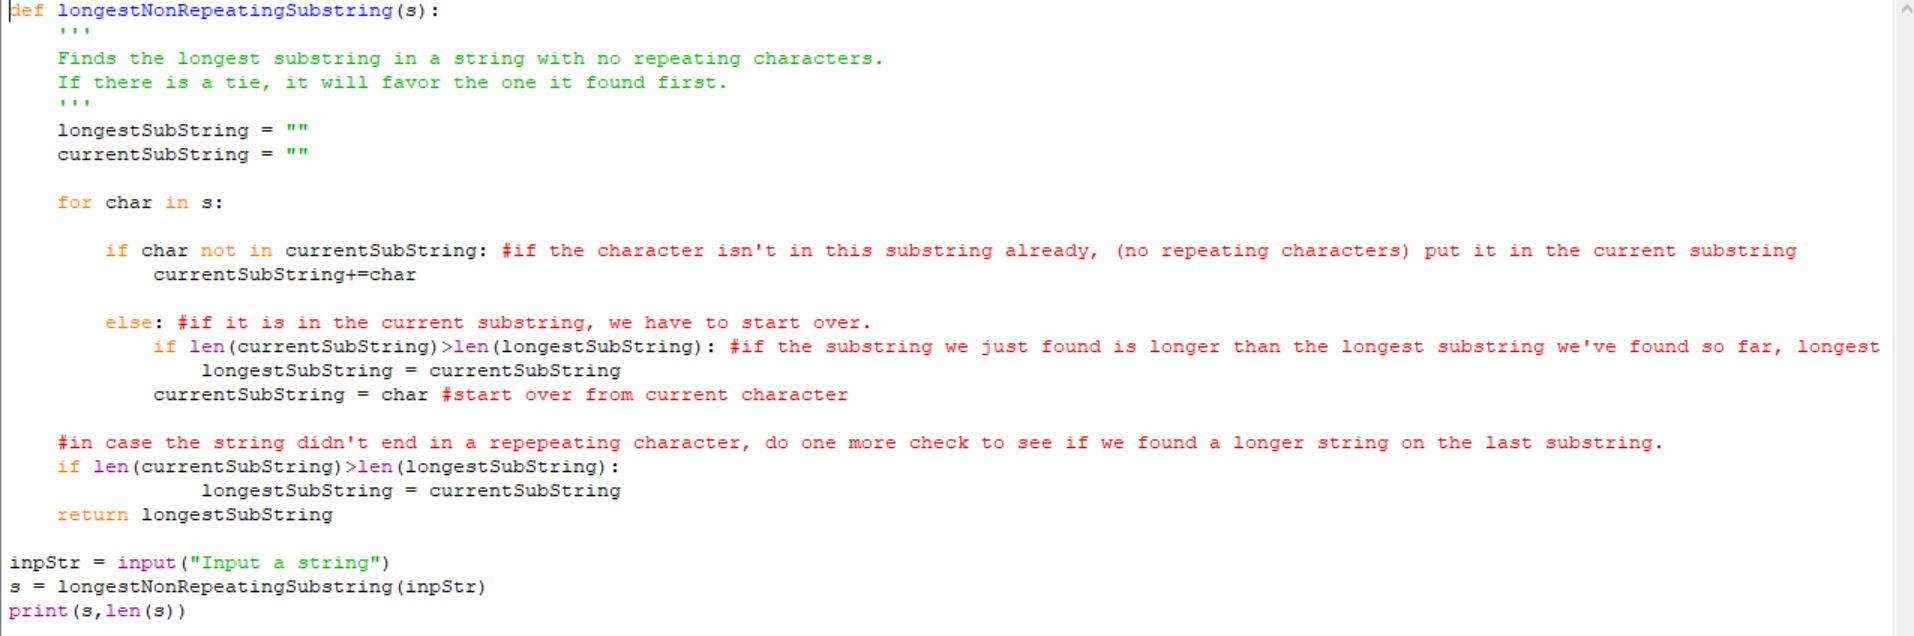 def longestNonRepeatingSubstring(s):
    '''
    Finds the longest substring in a string with no repeating characters.
    If there is a tie, it will favor the one it found first.
    '''
    longestSubString = ""
    currentSubString = ""

    for char in s:

        if char not in currentSubString: #if the character isn't in this substring already, (no repeating characters) put it in the current substring
            currentSubString+=char

        else: #if it is in the current substring, we have to start over.
            if len(currentSubString)>len(longestSubString): #if the substring we just found is longer than the longest substring we've found so far, longest
                longestSubString = currentSubString
            currentSubString = char #start over from current character

    #in case the string didn't end in a repepeating character, do one more check to see if we found a longer string on the last substring.
    if len(currentSubString)>len(longestSubString):
                longestSubString = currentSubString
    return longestSubString

inpStr = input("Input a string")
s = longestNonRepeatingSubstring(inpStr)
print(s,len(s))